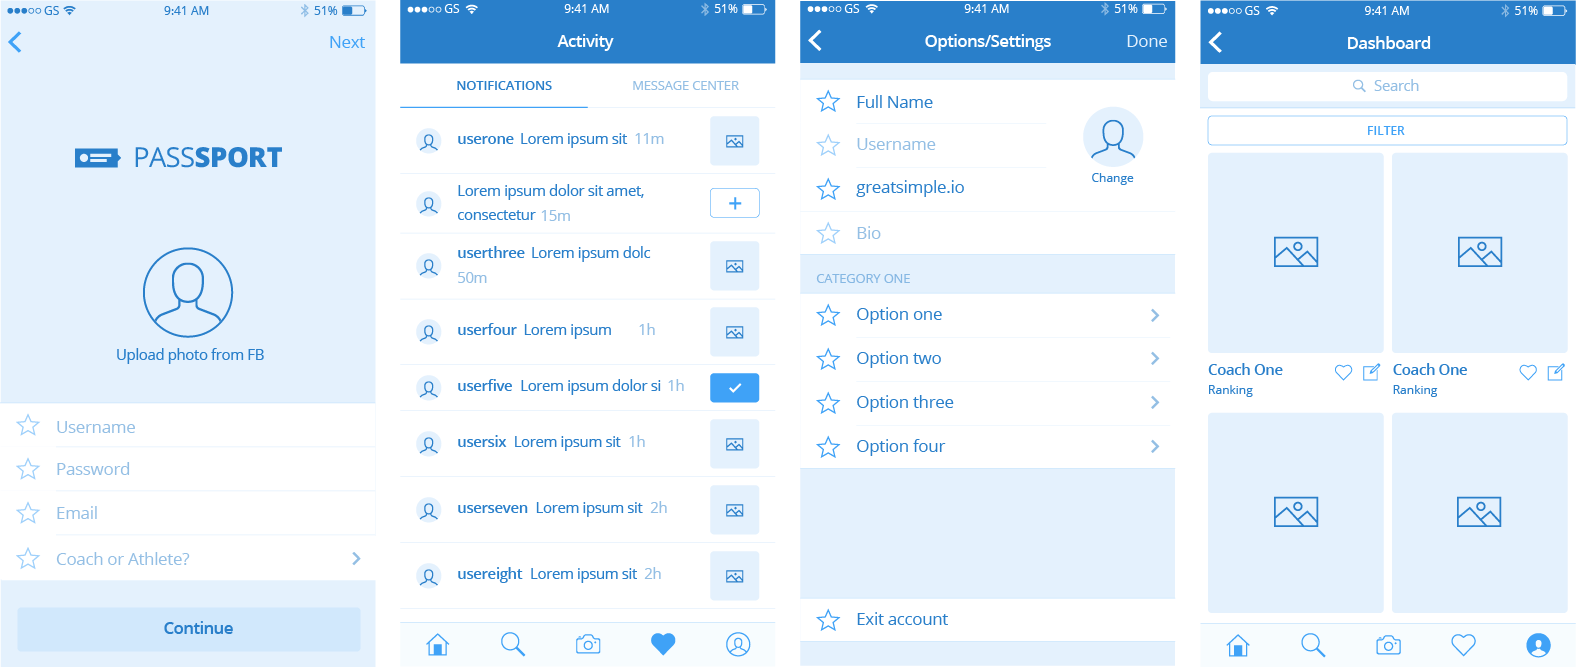 GS 9:41 AM 51%
Next
PASSSPORT
Upload photo from FB
Username
Password
Email
Coach or Athlete?
Continue
GS 9:41 AM 51%
Activity
NOTIFICATIONS MESSAGE CENTER
userone Lorem ipsum sit 11m
Lorem ipsum dolor sit amet,
consectetur 15m
userthree Lorem ipsum dolc
50m
userfour Lorem ipsum 1h
userfive Lorem ipsum dolor si 1h
usersix Lorem ipsum sit 1h
userseven Lorem ipsum sit 2h
usereight Lorem ipsum sit 2h
GS 9:41 AM 51%
Options/Settings Done
Full Name
Username
greatsimple.io
Change
Bio
CATEGORY ONE
Option one
Option two
Option three
Option four
Exit account
GS 9:41 AM 51%
Dashboard
Search
FILTER
Coach One
Ranking
Coach One
Ranking